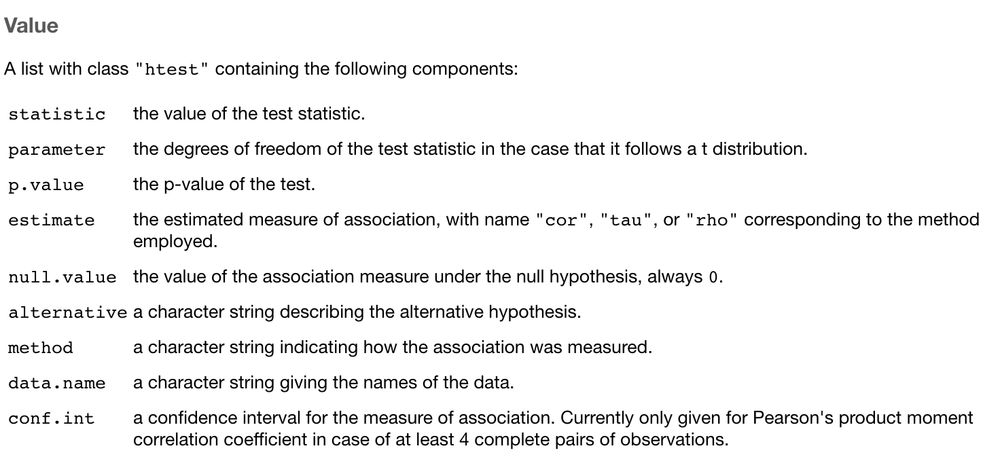 Value
A list with class "htest" containing the following components:
statistic the value of the test statistic.
parameter the degrees of freedom of the test statistic in the case that it follows a t distribution.
p.value the p-value of the test.
estimate the estimated measure of association, with name "cor", "tau", or "rho" corresponding to the method
employed.
null.value the value of the association measure under the null hypothesis, always 0.
alternative a character string describing the alternative hypothesis.
method a character string indicating how the association was measured.
data.name a character string giving the names of the data.
conf.int a confidence interval for the measure of association. Currently only given for Pearson's product moment
correlation coefficient in case of at least 4 complete pairs of observations.